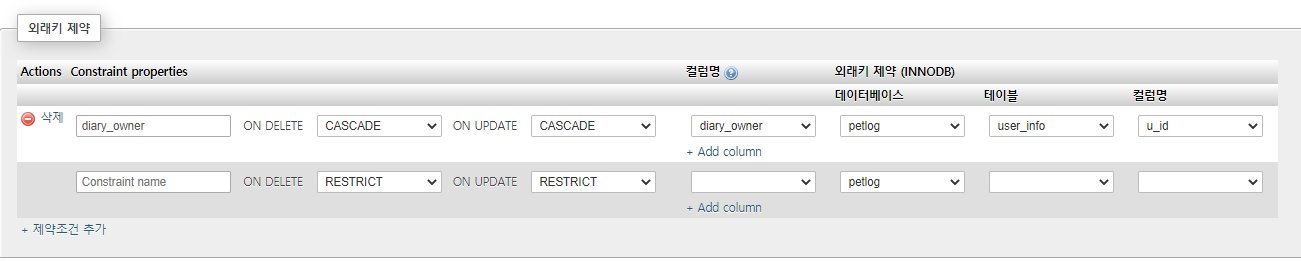 외래키 제약
Actions Constraint properties 컬럼명 외래키 제약 (INNODB)
데이터베이스 테이블 컬럼명
삭제 diary_owner ON DELETE CASCADE ON UPDATE CASCADE diary_owner petlog user_info u_id
+ Add column
Constraint name ON DELETE RESTRICT ON UPDATE RESTRICT petlog
+ Add column
+ 제약조건 추가